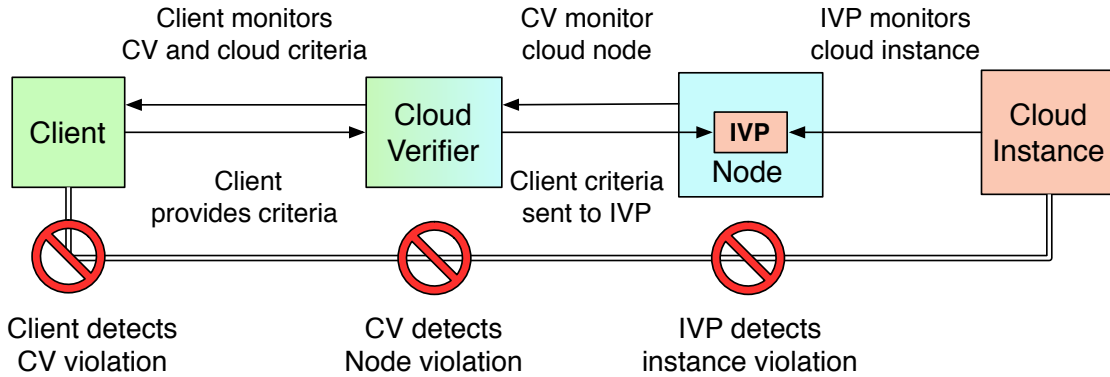 Client monitors
CV and cloud criteria
CV monitor
cloud node
IVP monitors
cloud instance
Client
Cloud
Verifier
IVP
Node
Cloud
Instance
Client
provides criteria
Client criteria
sent to IVP
Client detects
CV violation
CV detects
Node violation
IVP detects
instance violation